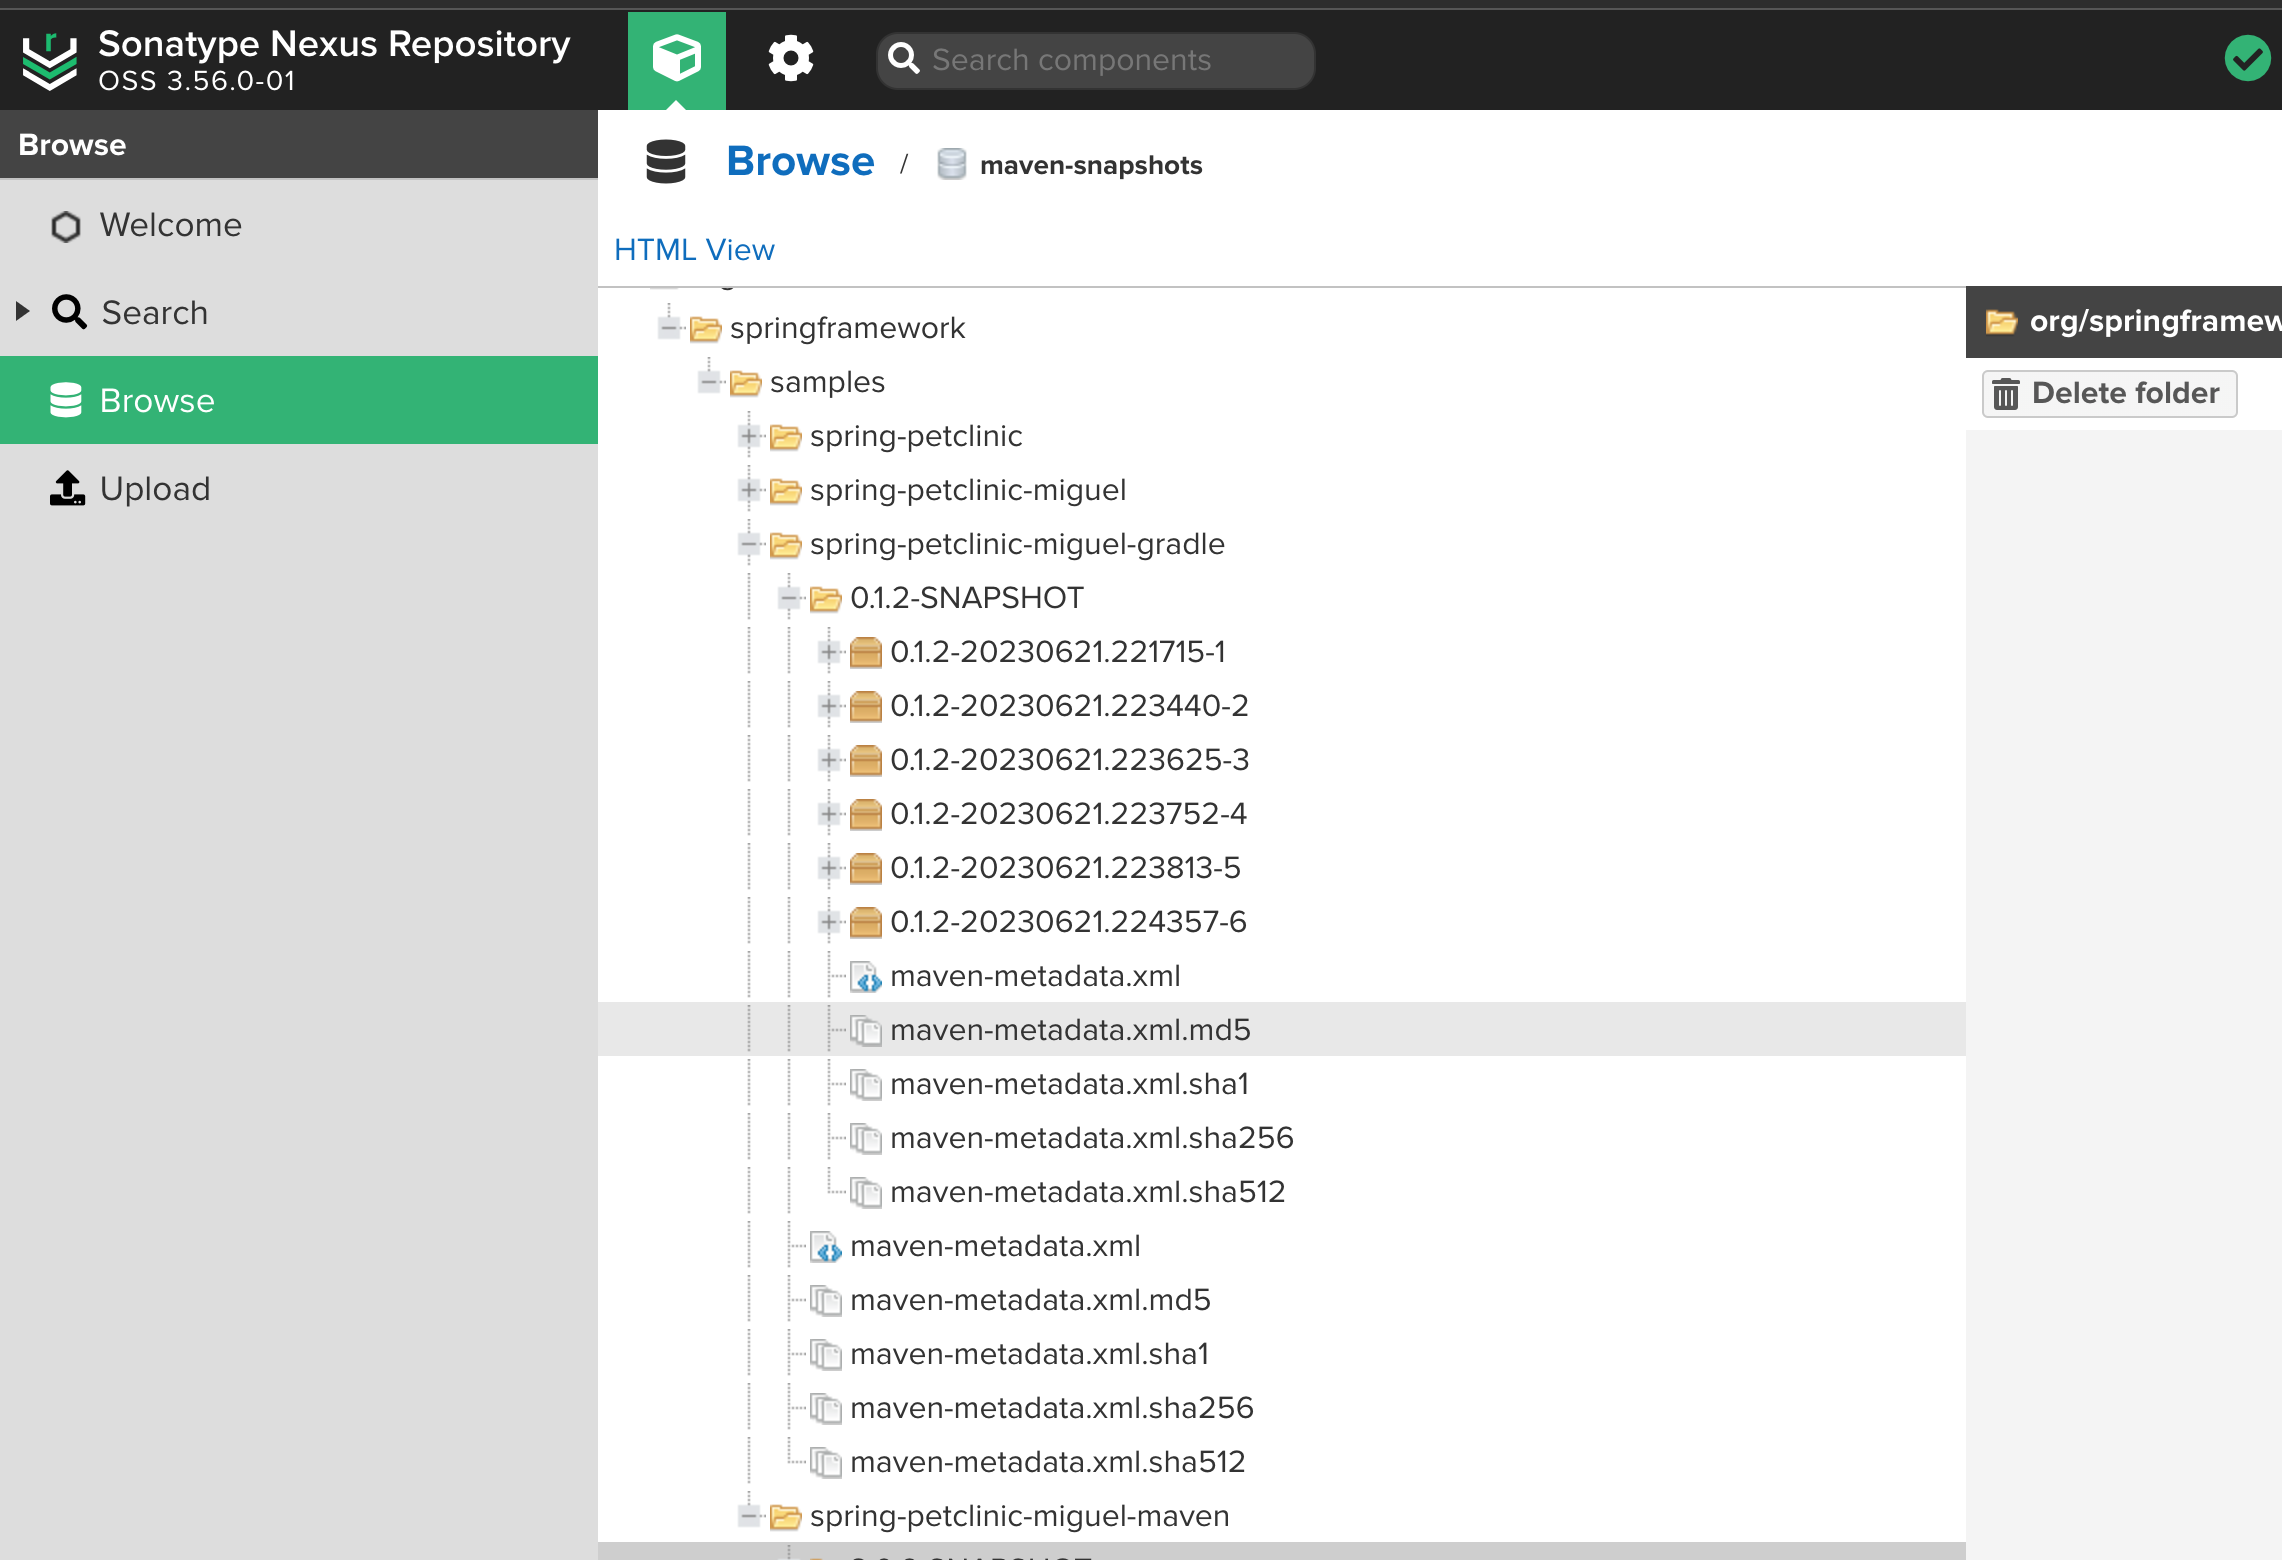 Sonatype Nexus Repository
OSS 3.56.0-01
Search components
Browse
Welcome
Search
Browse
Upload
Browse / maven-snapshots
HTML View
springframework
samples
spring-petclinic
spring-petclinic-miguel
spring-petclinic-miguel-gradle
0.1.2-SNAPSHOT
0.1.2-20230621.221715-1
0.1.2-20230621.223440-2
0.1.2-20230621.223625-3
0.1.2-20230621.223752-4
0.1.2-20230621.223813-5
0.1.2-20230621.224357-6
maven-metadata.xml
maven-metadata.xml.md5
maven-metadata.xml.sha1
maven-metadata.xml.sha256
maven-metadata.xml.sha512
maven-metadata.xml
maven-metadata.xml.md5
maven-metadata.xml.sha1
maven-metadata.xml.sha256
maven-metadata.xml.sha512
spring-petclinic-miguel-maven
org/springframew
Delete folder